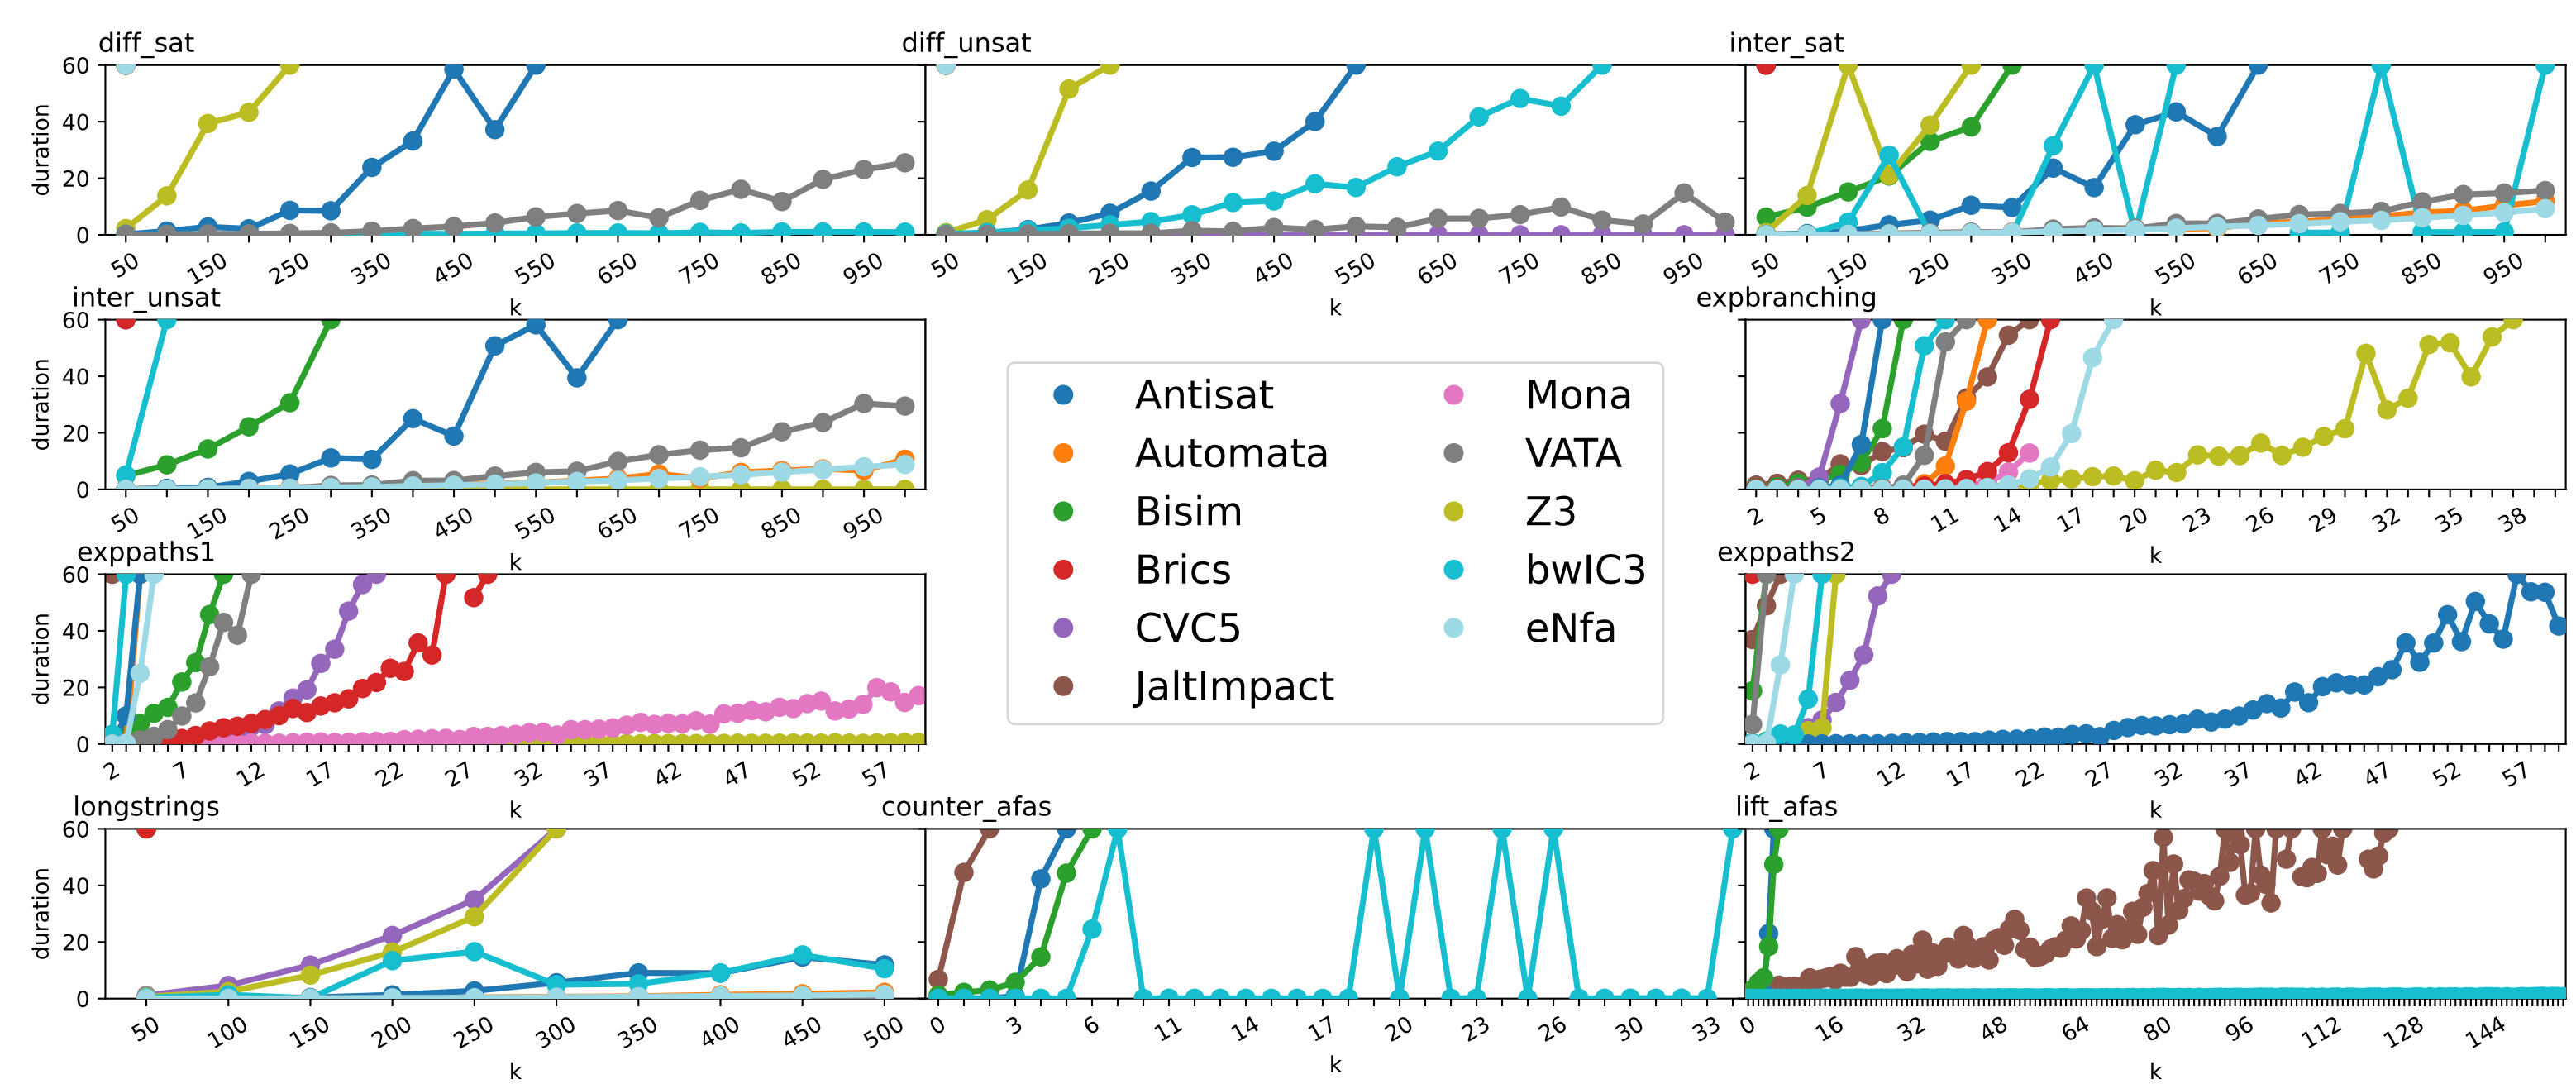 diff_sat
diff_unsat
inter_sat
60
40
20
0
duration
50 150 250 350 450 550 650 750 850 950
k
50 150 250 350 450 550 650 750 850 950
k
50 150 250 350 450 550 650 750 850 950
k
inter_unsat
60
40
20
0
duration
50 150 250 350 450 550 650 750 850 950
k
Antisat
Automata
Bisim
Brics
CVC5
JaltImpact
Mona
VATA
Z3
bwIC3
eNfa
expbranching
2 5 8 11 14 17 20 23 26 29 32 35 38
k
exppaths1
60
40
20
0
duration
2 7 12 17 22 27 32 37 42 47 52 57
k
exppaths2
2 7 12 17 22 27 32 37 42 47 52 57
k
longstrings
60
40
20
0
duration
50 100 150 200 250 300 350 400 450 500
k
counter_afas
0 3 6 11 14 17 20 23 26 30 33
k
lift_afas
0 16 32 48 64 80 96 112 128 144
k